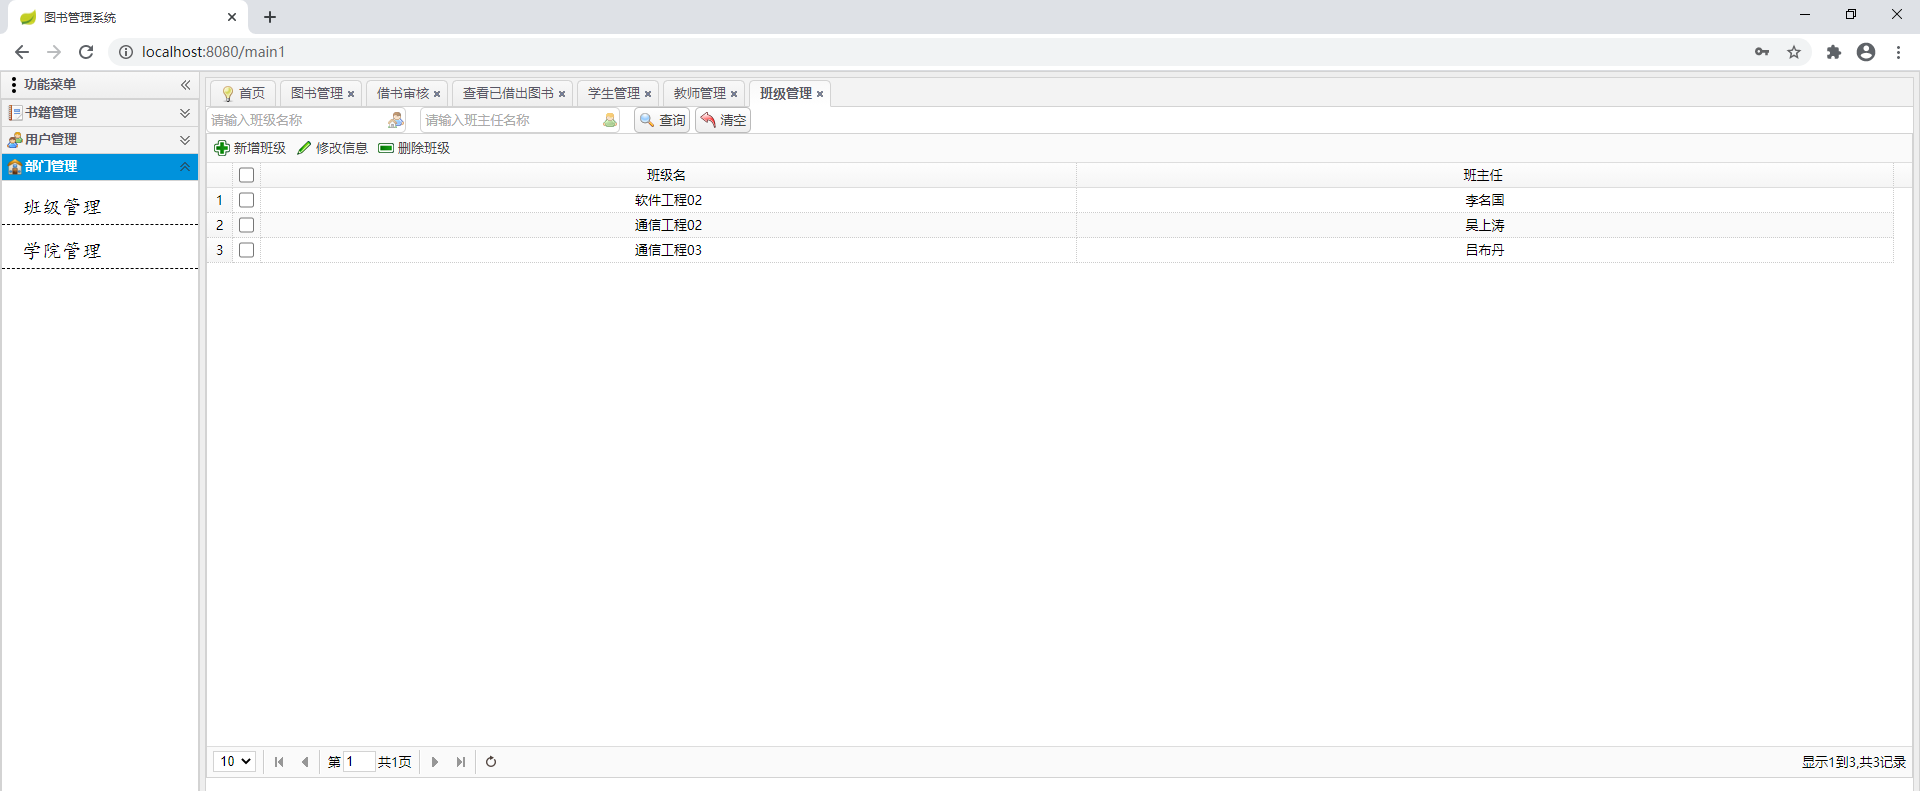 图书管理系统
localhost:8080/main1
功能菜单
书籍管理
用户管理
部门管理
班级管理
学院管理
首页 图书管理 借书审核 查看已借出图书 学生管理 教师管理 班级管理
请输入班级名称 请输入班主任名称 查询 清空
新增班级 修改信息 删除班级
班级名 班主任
1 软件工程02 李名国
2 通信工程02 吴上涛
3 通信工程03 吕布丹
10 第 1 共1页 显示1到3,共3记录